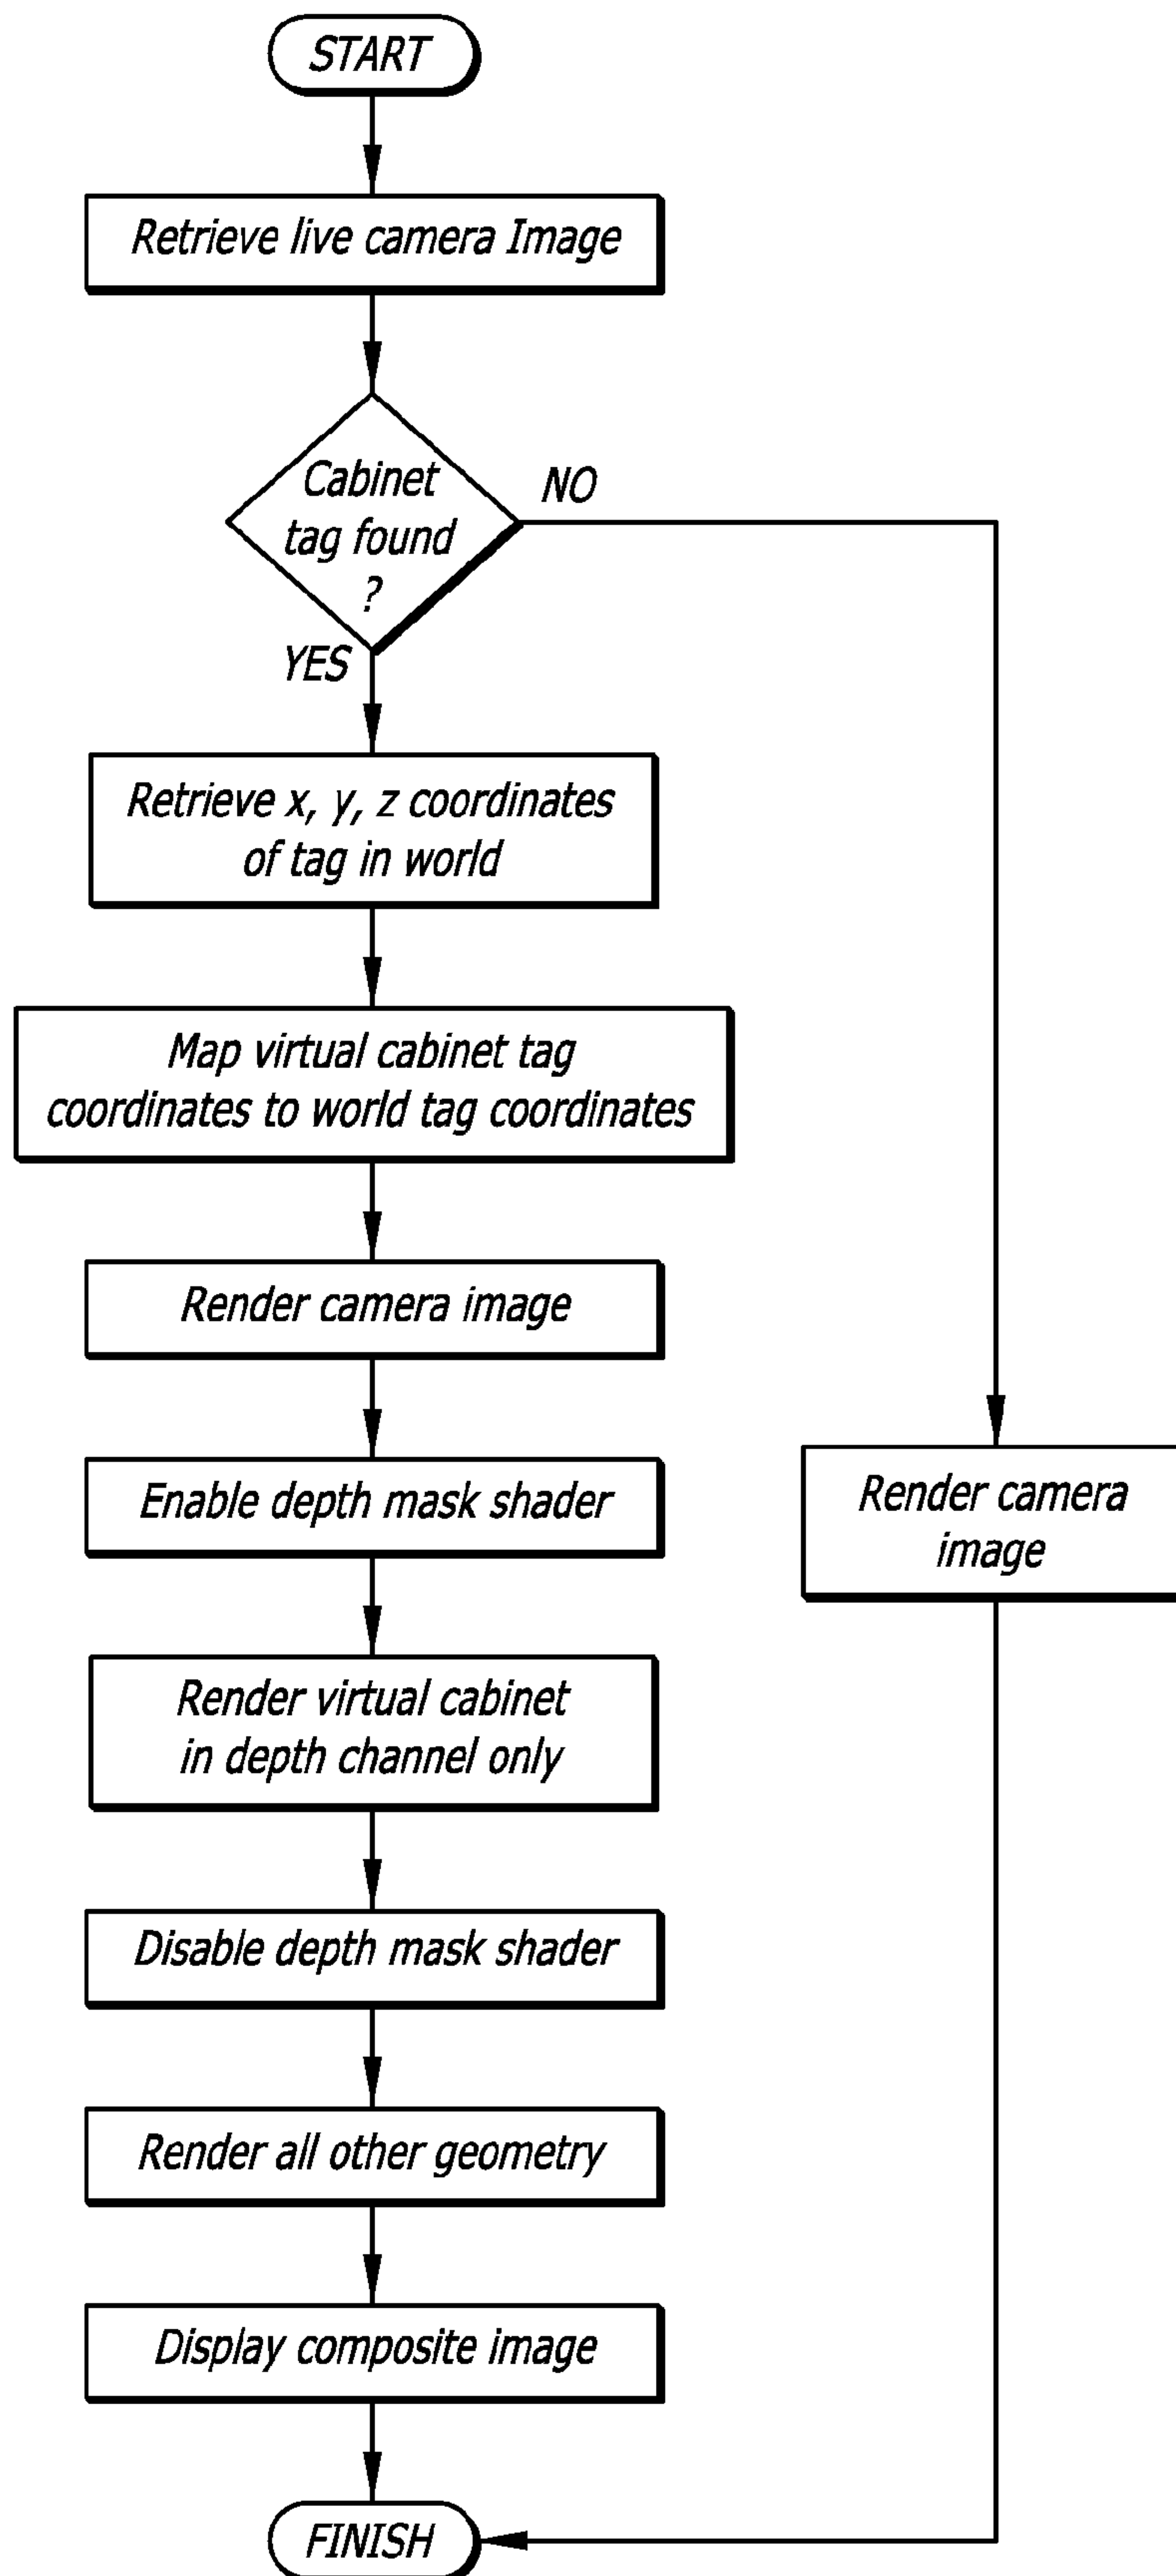 START
Retrieve live camera Image
Cabinet
tag found
?
NO
YES
Retrieve x, y, z coordinates
of tag in world
Map virtual cabinet tag
coordinates to world tag coordinates
Render camera image
Enable depth mask shader
Render camera
image
Render virtual cabinet
in depth channel only
Disable depth mask shader
Render all other geometry
Display composite image
FINISH